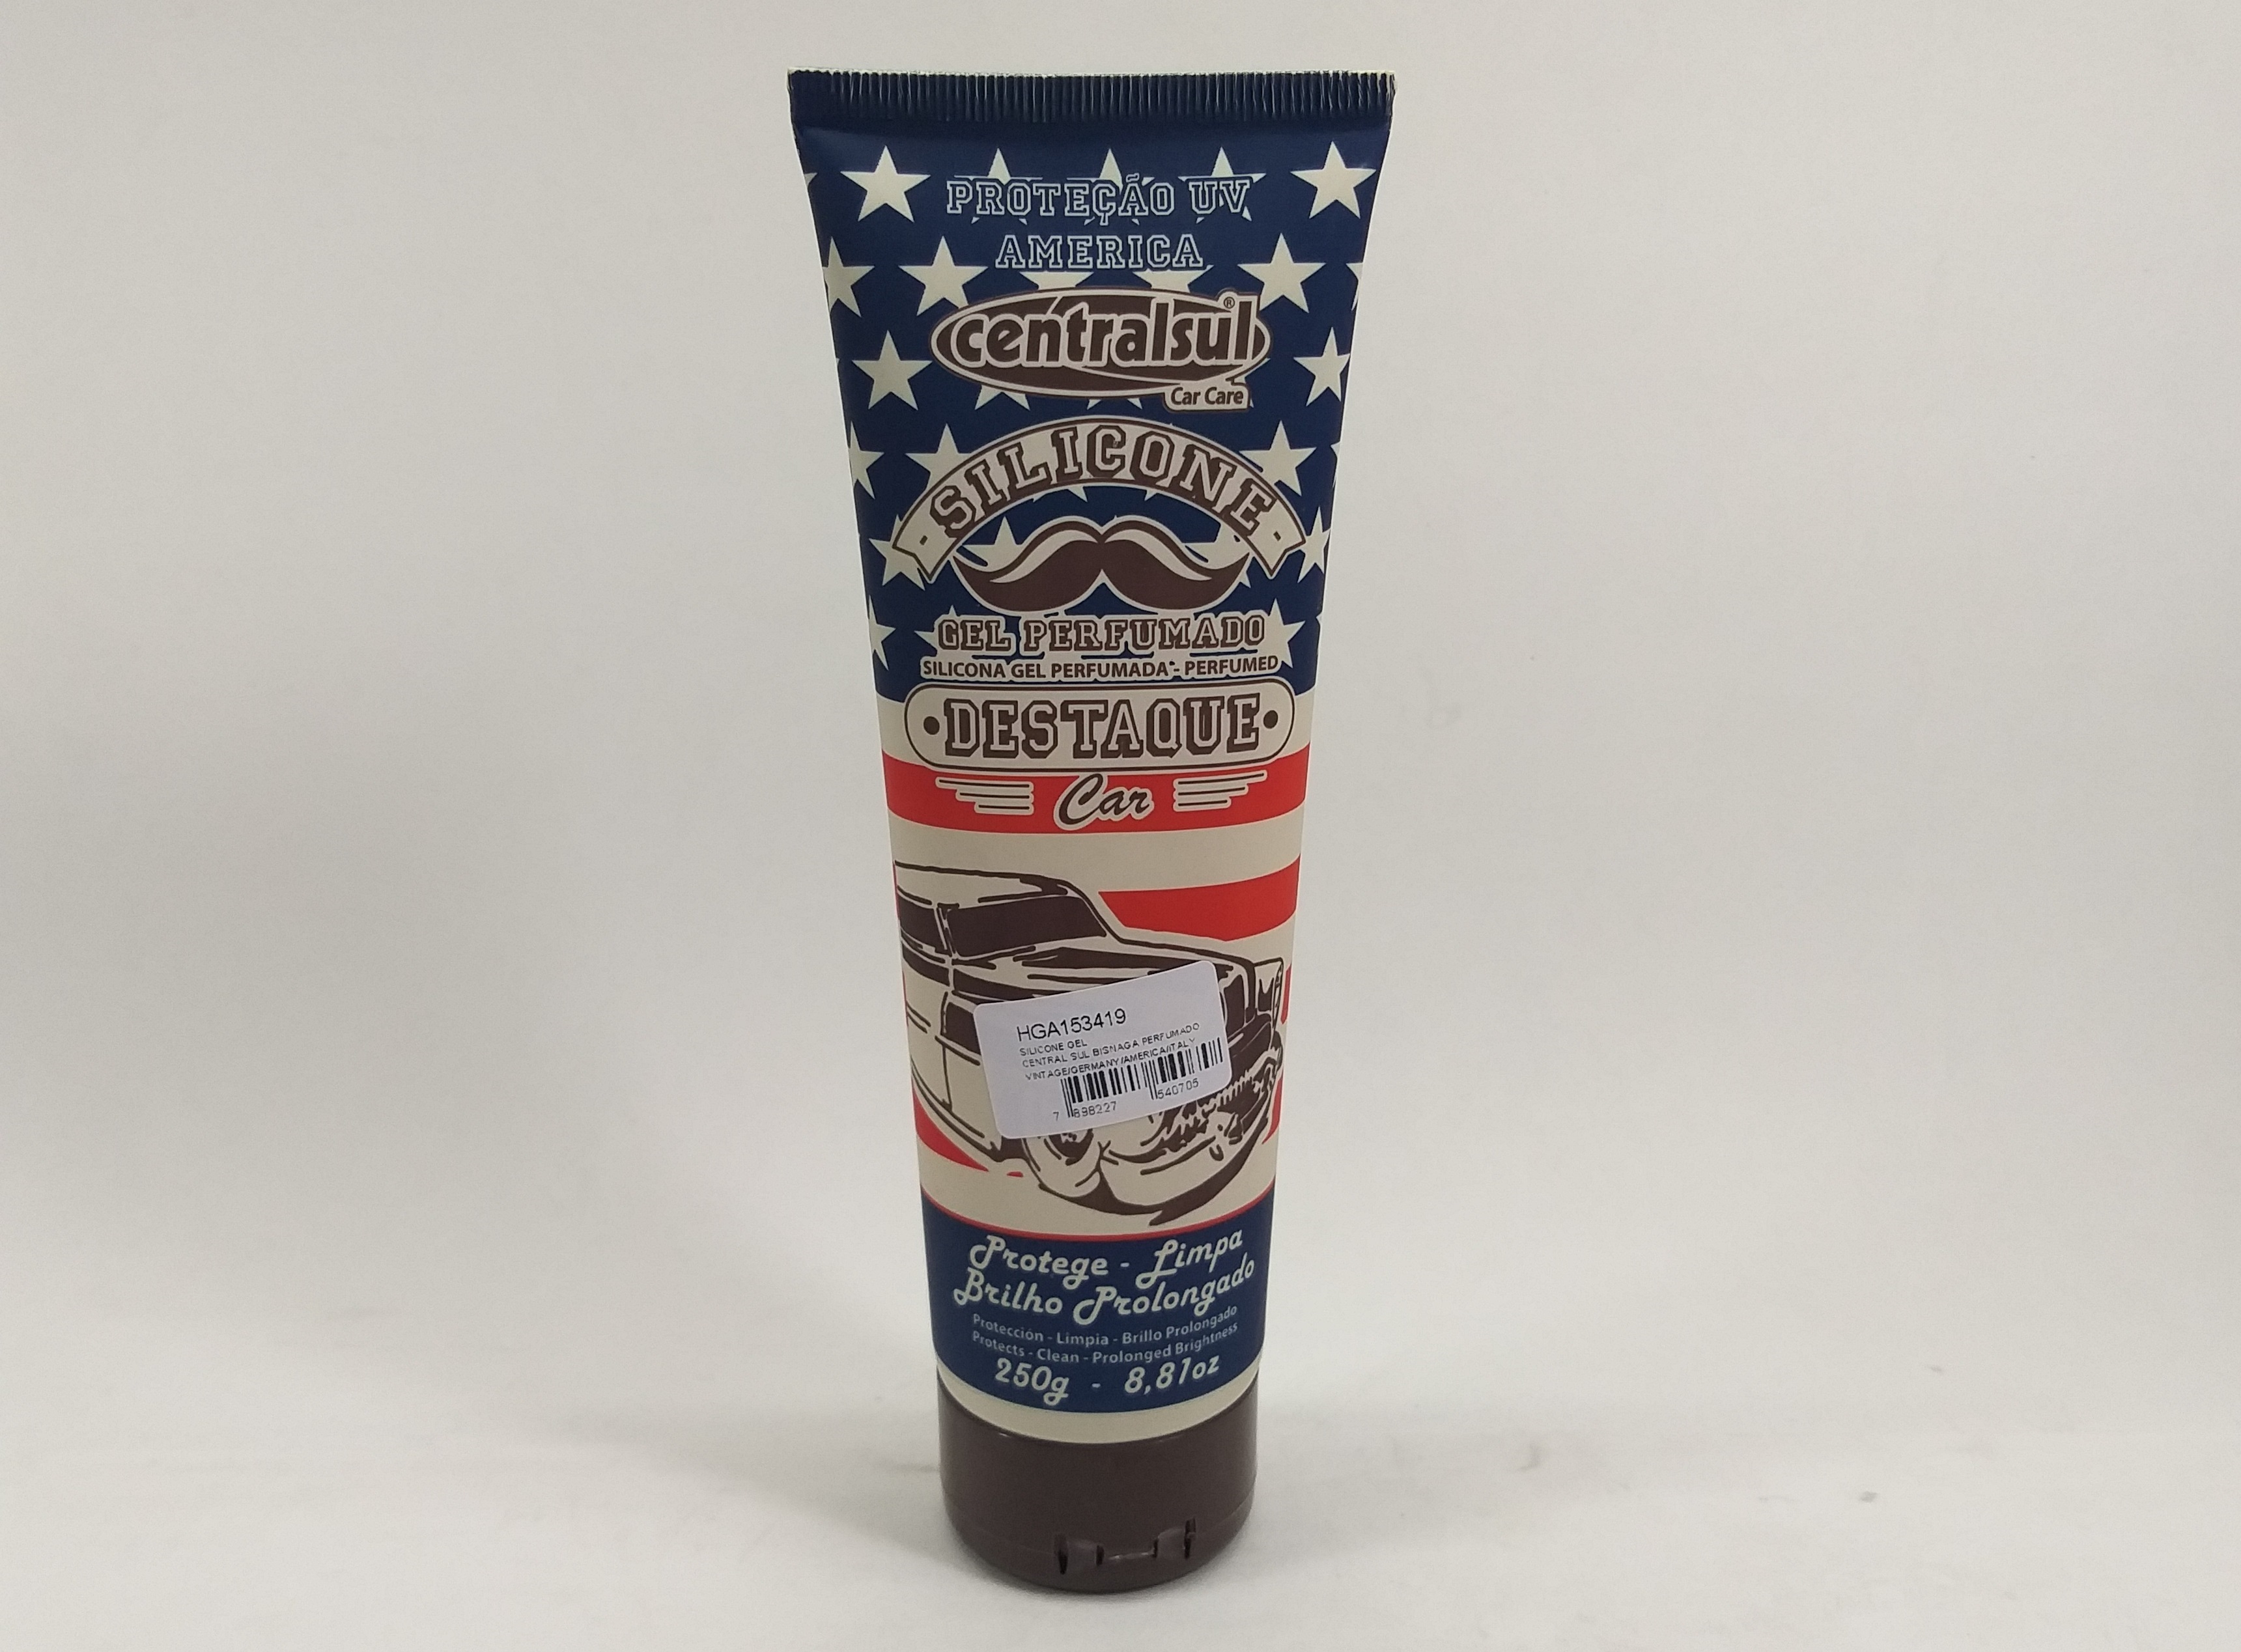 PROTEÇÃO UV
AMERICA
centralsul®
Car Care
SILICONE
GEL PERFUMADO
SILICONA GEL PERFUMADA - PERFUMED
DESTAQUE
Car
HGA153419
SILICONE GEL
CENTRAL SUL BISNAGA PERFUMADO
VINTAGE/GERMANY/AMERICA/ITALY
7 898227 540705
Protege - Limpa
Brilho Prolongado
Protección - Limpia - Brillo Prolongado
Protects - Clean - Prolonged Brightness
250g - 8,81oz